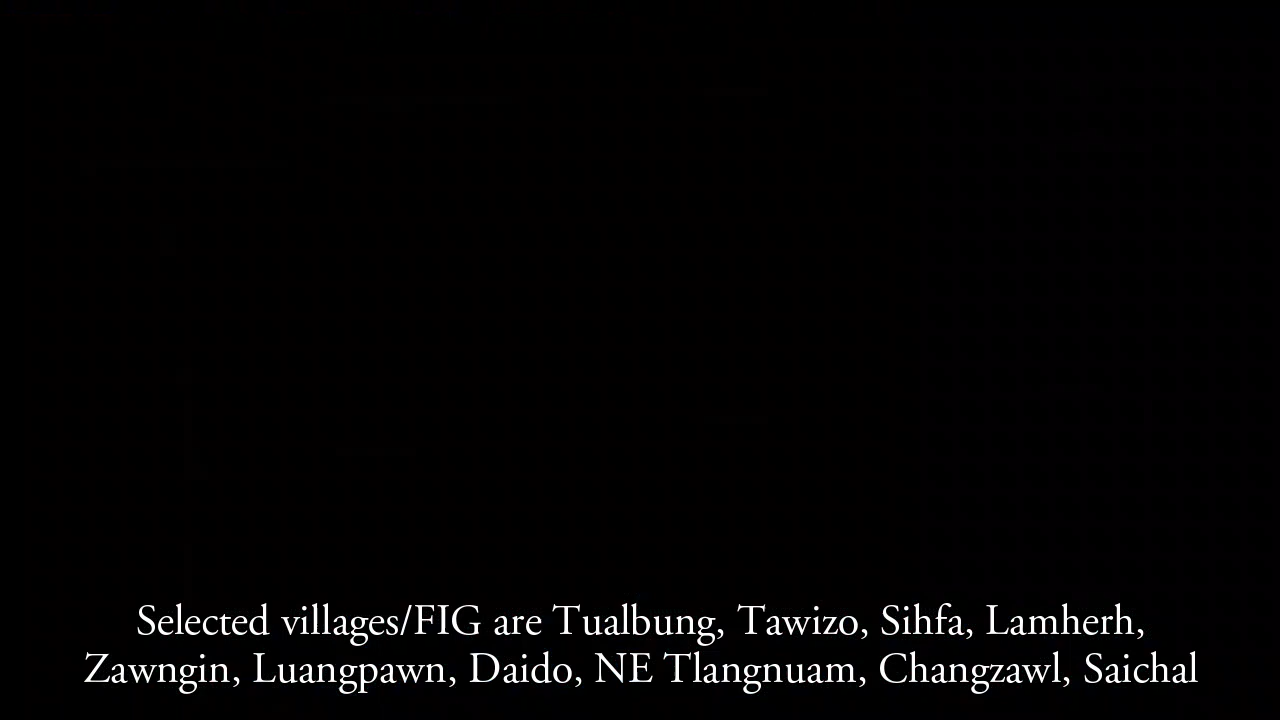 Selected villages/FIG are Tualbung, Tawizo, Sihfa, Lamherh,
Zawngin, Luangpawn, Daido, NE Tlangnuam, Changzawl, Saichal